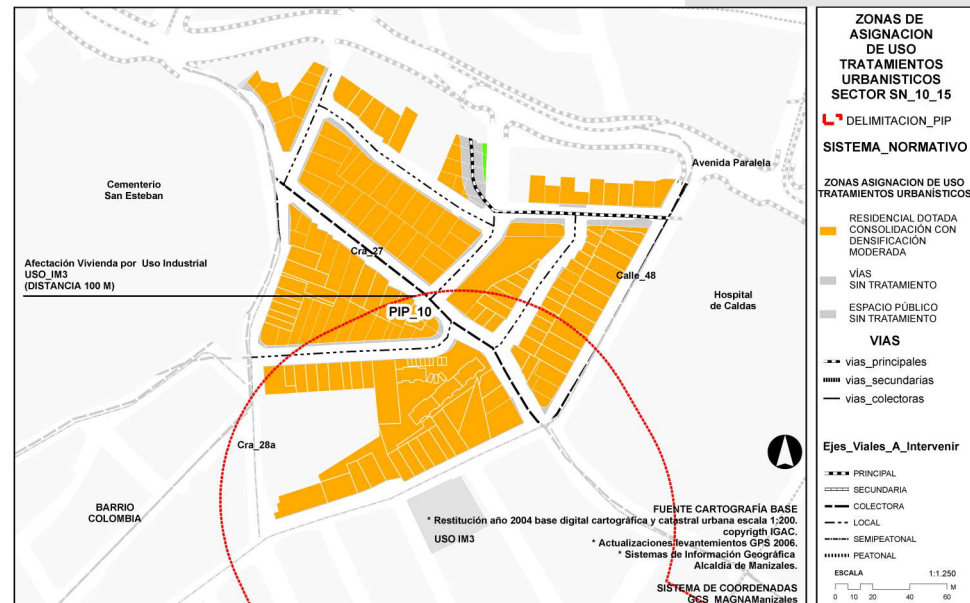 Cementerio
San Esteban
Avenida Paralela
Cra_27
Afectación Vivienda por Uso Industrial
USO_IM3
(DISTANCIA 100 M)
Calle_48
Hospital
de Caldas
PIP_10
Cra_28a
BARRIO
COLOMBIA
FUENTE CARTOGRAFÍA BASE
* Restitución año 2004 base digital cartográfica y catastral urbana escala 1:200.
copyrigth IGAC.
USO IM3
* Actualizaciones levantamientos GPS 2006.
* Sistemas de Información Geográfica
Alcaldía de Manizales.
SISTEMA DE COORDENADAS
GCS_MAGNAManizales
ZONAS DE
ASIGNACION
DE USO
TRATAMIENTOS
URBANISTICOS
SECTOR SN_10_15
DELIMITACION_PIP
SISTEMA_NORMATIVO
ZONAS ASIGNACION DE USO
TRATAMIENTOS URBANÍSTICOS
RESIDENCIAL DOTADA
CONSOLIDACIÓN CON
DENSIFICACIÓN
MODERADA
VÍAS
SIN TRATAMIENTO
ESPACIO PÚBLICO
SIN TRATAMIENTO
VIAS
vias_principales
vias_secundarias
vias_colectoras
Ejes_Viales_A_Intervenir
PRINCIPAL
SECUNDARIA
COLECTORA
LOCAL
SEMIPEATONAL
PEATONAL
ESCALA 1:1.250
M
0 10 20 40 60